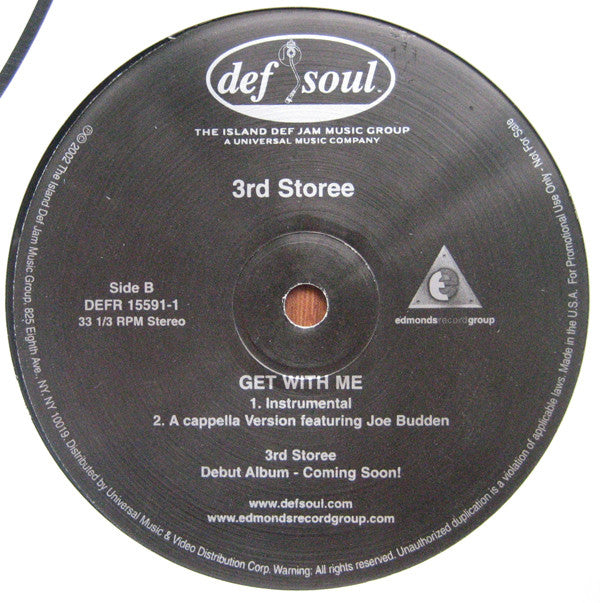 def soul™
THE ISLAND DEF JAM MUSIC GROUP
A UNIVERSAL MUSIC COMPANY
3rd Storee
Side B
DEFR 15591-1
33 1/3 RPM Stereo
e
edmondsrecordgroup
GET WITH ME
1. Instrumental
2. A cappella Version featuring Joe Budden
3rd Storee
Debut Album - Coming Soon!
www.defsoul.com
www.edmondsrecordgroup.com
℗© 2002 The Island Def Jam Music Group, 825 Eighth Ave., NY, NY 10019. Distributed by Universal Music & Video Distribution Corp. Warning: All rights reserved. Unauthorized duplication is a violation of applicable laws. Made in the U.S.A. For Promotional Use Only - Not For Sale